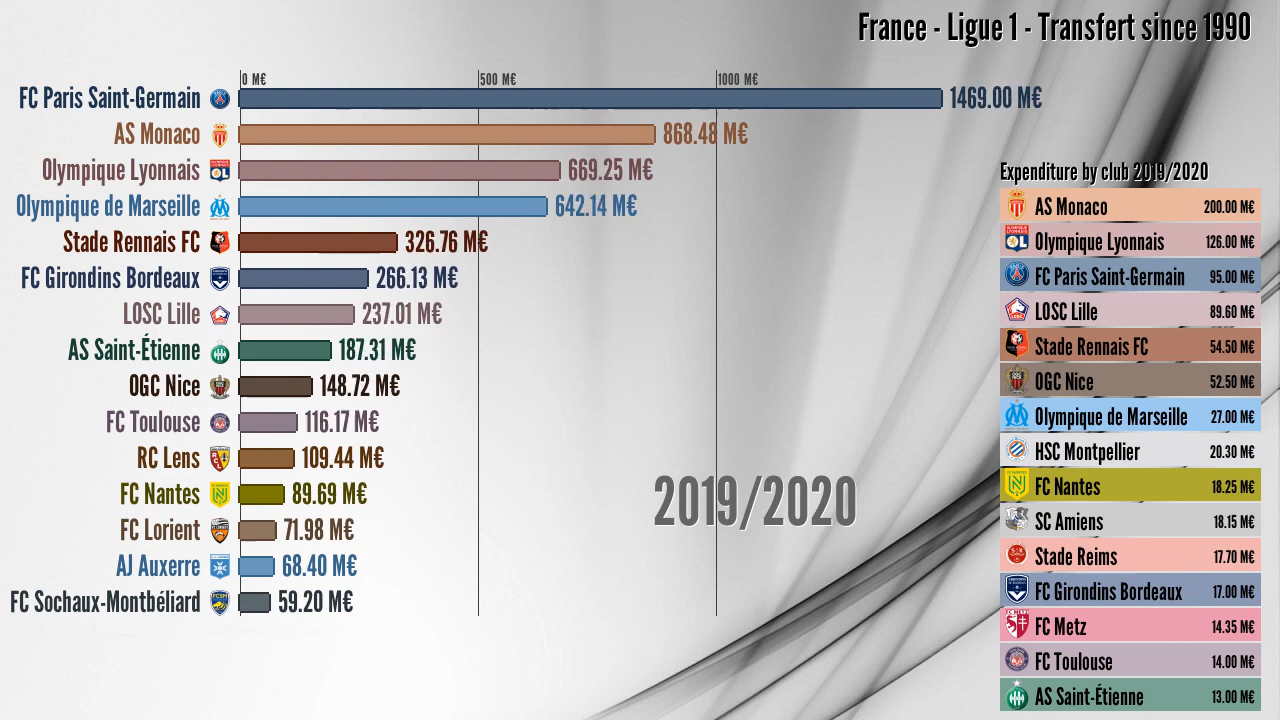 France - Ligue 1 - Transfert since 1990
0 M€ 500 M€ 1000 M€
FC Paris Saint-Germain 1469.00 M€
AS Monaco 868.48 M€
Olympique Lyonnais 669.25 M€
Olympique de Marseille 642.14 M€
Stade Rennais FC 326.76 M€
FC Girondins Bordeaux 266.13 M€
LOSC Lille 237.01 M€
AS Saint-Étienne 187.31 M€
OGC Nice 148.72 M€
FC Toulouse 116.17 M€
RC Lens 109.44 M€
FC Nantes 89.69 M€
FC Lorient 71.98 M€
AJ Auxerre 68.40 M€
FC Sochaux-Montbéliard 59.20 M€
2019/2020
Expenditure by club 2019/2020
AS Monaco 200.00 M€
Olympique Lyonnais 126.00 M€
FC Paris Saint-Germain 95.00 M€
LOSC Lille 89.60 M€
Stade Rennais FC 54.50 M€
OGC Nice 52.50 M€
Olympique de Marseille 27.00 M€
HSC Montpellier 20.30 M€
FC Nantes 18.25 M€
SC Amiens 18.15 M€
Stade Reims 17.70 M€
FC Girondins Bordeaux 17.00 M€
FC Metz 14.35 M€
FC Toulouse 14.00 M€
AS Saint-Étienne 13.00 M€